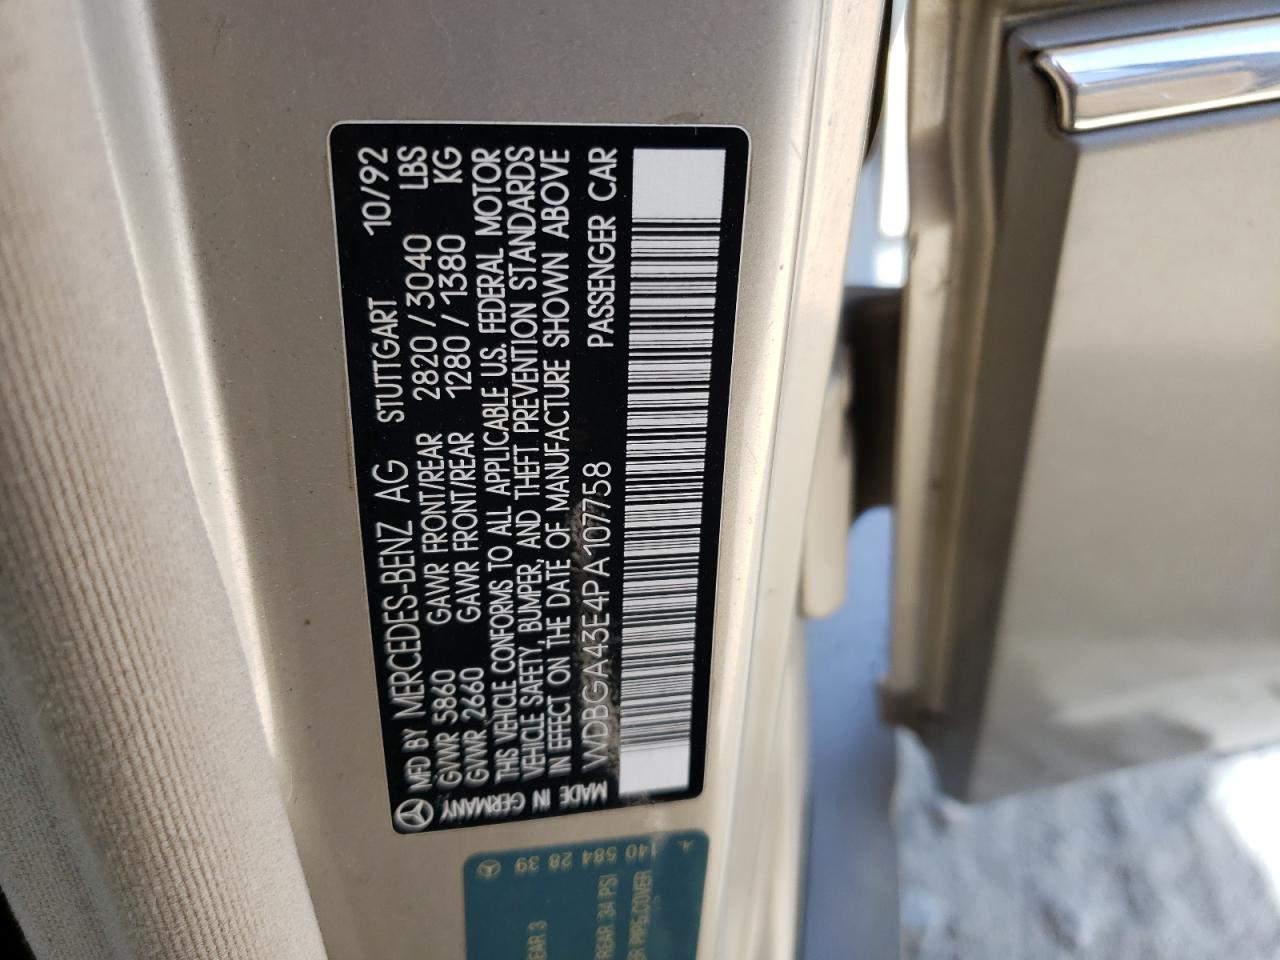 MFD BY MERCEDES-BENZ AG STUTTGART 10/92
GVWR 5860 GAWR FRONT/REAR 2820 / 3040 LBS
GVWR 2660 GAWR FRONT/REAR 1280 / 1380 KG
THIS VEHICLE CONFORMS TO ALL APPLICABLE U.S. FEDERAL MOTOR
VEHICLE SAFETY, BUMPER, AND THEFT PREVENTION STANDARDS
IN EFFECT ON THE DATE OF MANUFACTURE SHOWN ABOVE
WDBGA43E4PA107758 PASSENGER CAR
MADE IN GERMANY
140 584 28 39
EAR 3
REAR 34 PSI
COVER